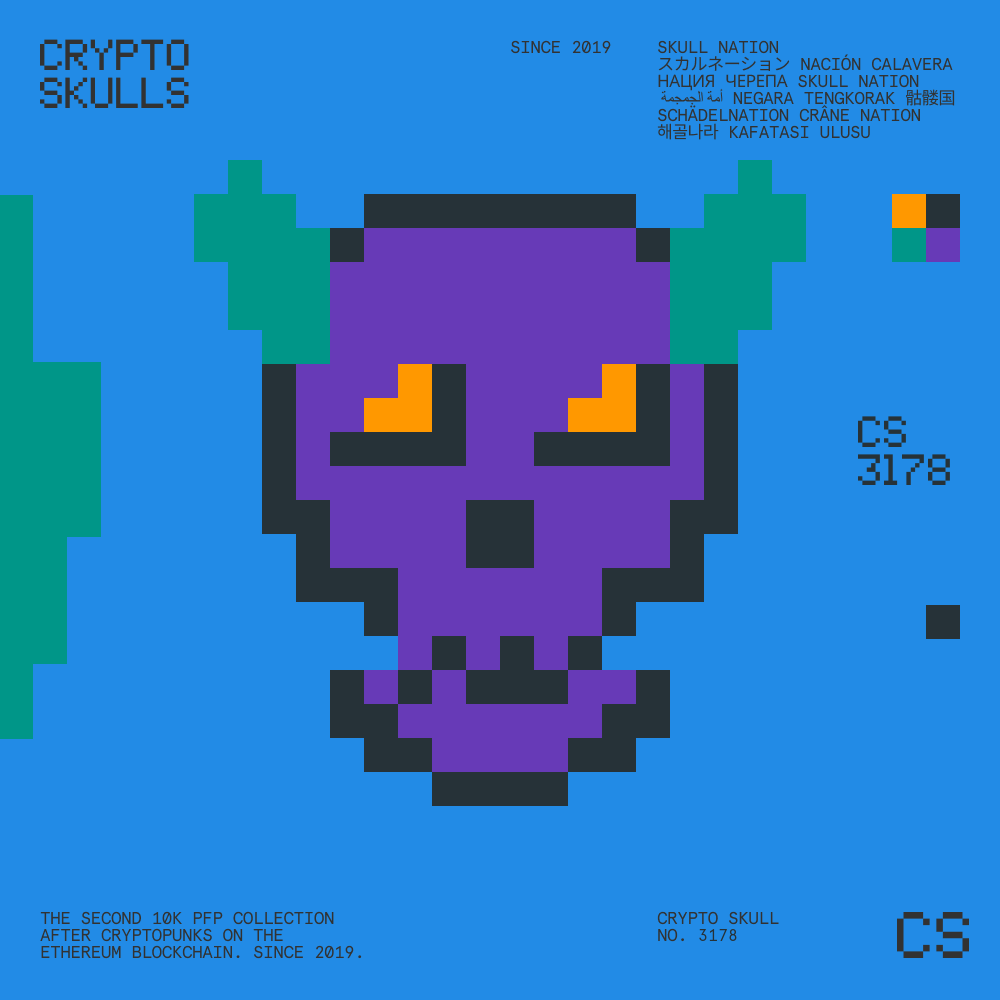 CRYPTO
SKULLS
SINCE 2019
SKULL NATION
スカルネーション NACIÓN CALAVERA
НАЦИЯ ЧЕРЕПА SKULL NATION
أمة الجمجمة NEGARA TENGKORAK 骷髅国
SCHÄDELNATION CRÂNE NATION
해골나라 KAFATASI ULUSU
CS
3178
THE SECOND 10K PFP COLLECTION
AFTER CRYPTOPUNKS ON THE
ETHEREUM BLOCKCHAIN. SINCE 2019.
CRYPTO SKULL
NO. 3178
CS